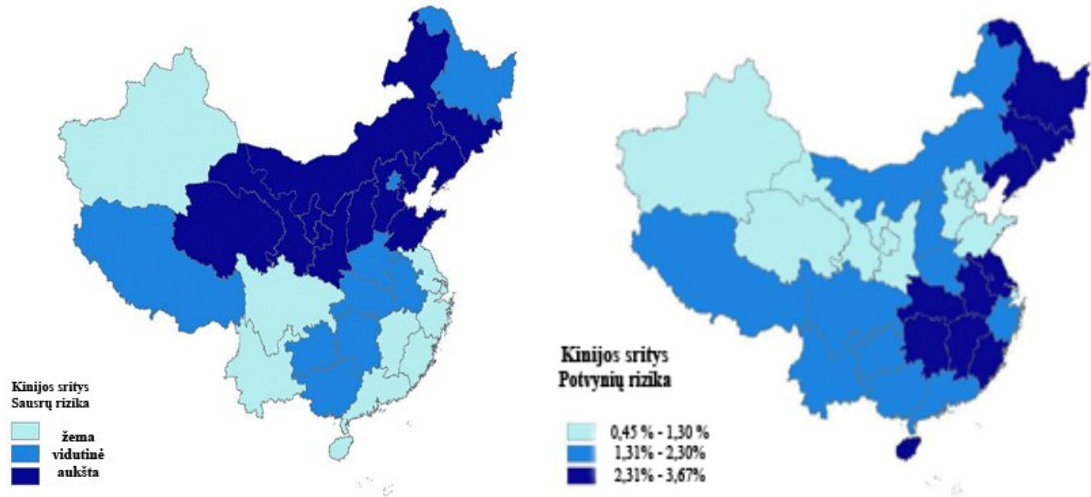 Kinijos sritys
Sausrų rizika
žema
vidutinė
aukšta
Kinijos sritys
Potvynių rizika
0,45 % - 1,30 %
1,31% - 2,30%
2,31% - 3,67%